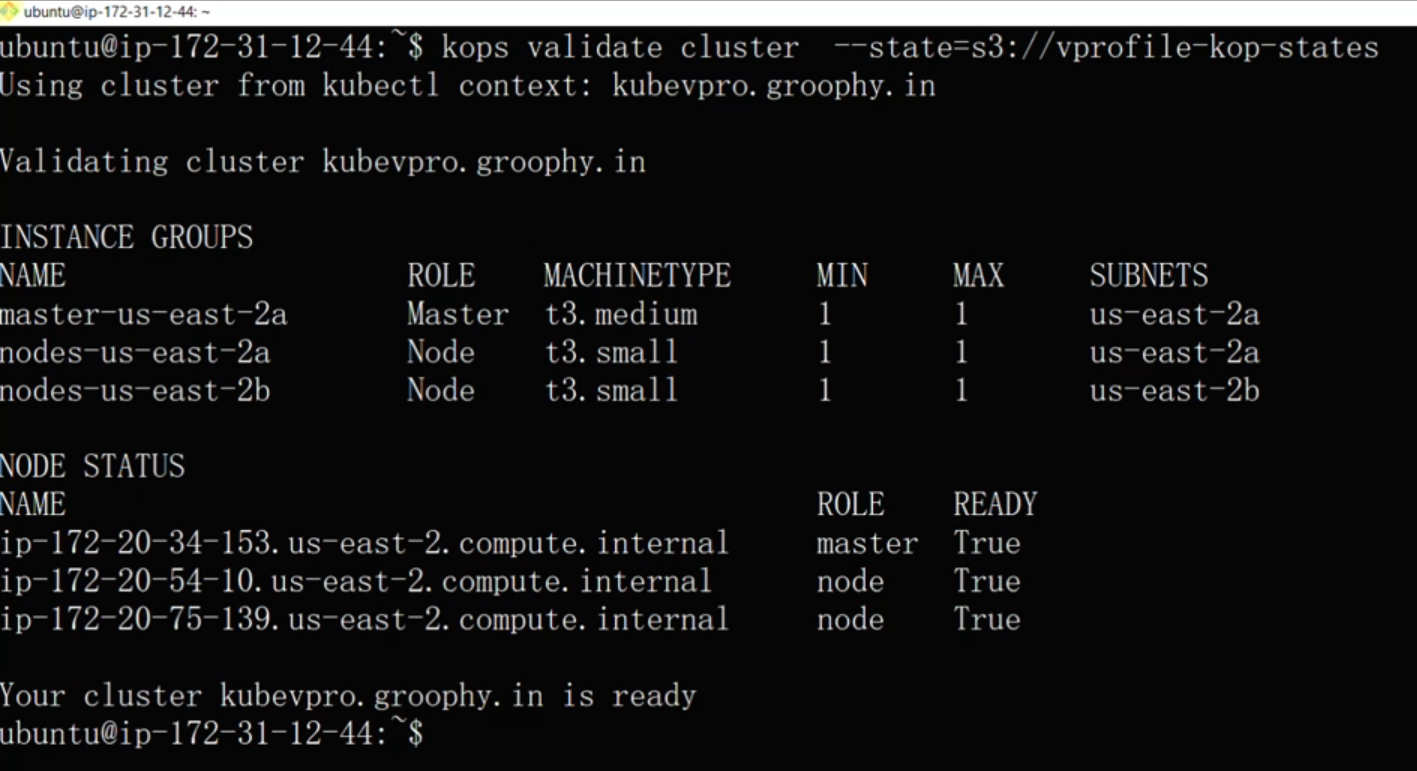 ubuntu@ip-172-31-12-44: ~
ubuntu@ip-172-31-12-44:~$ kops validate cluster  --state=s3://vprofile-kop-states
Using cluster from kubectl context: kubevpro.groophy.in
Validating cluster kubevpro.groophy.in
INSTANCE GROUPS
NAME ROLE MACHINETYPE MIN MAX SUBNETS
master-us-east-2a Master t3.medium 1 1 us-east-2a
nodes-us-east-2a Node t3.small 1 1 us-east-2a
nodes-us-east-2b Node t3.small 1 1 us-east-2b
NODE STATUS
NAME ROLE READY
ip-172-20-34-153.us-east-2.compute.internal master True
ip-172-20-54-10.us-east-2.compute.internal node True
ip-172-20-75-139.us-east-2.compute.internal node True
Your cluster kubevpro.groophy.in is ready
ubuntu@ip-172-31-12-44:~$